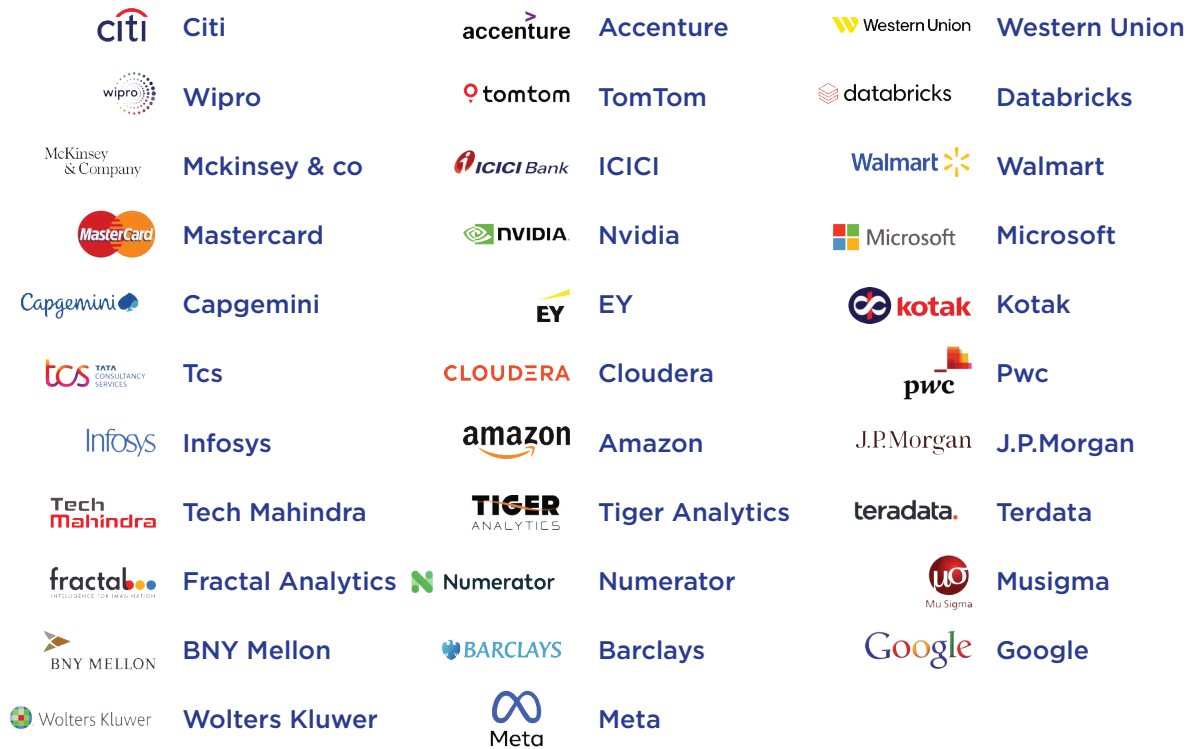 citi Citi
accenture Accenture
Western Union Western Union
wipro Wipro
tomtom TomTom
databricks Databricks
McKinsey
& Company
Mckinsey & co
ICICI Bank ICICI
Walmart Walmart
MasterCard Mastercard
NVIDIA. Nvidia
Microsoft Microsoft
Capgemini Capgemini
EY EY
kotak Kotak
tcs TATA
CONSULTANCY
SERVICES
Tcs
CLOUDERA Cloudera
pwc Pwc
Infosys Infosys
amazon Amazon
J.P.Morgan J.P.Morgan
Tech
Mahindra
Tech Mahindra
TIGER
ANALYTICS
Tiger Analytics
teradata. Terdata
fractal
INTELLIGENCE FOR IMAGINATION
Fractal Analytics
Numerator Numerator
μσ
Mu Sigma
Musigma
BNY MELLON BNY Mellon
BARCLAYS Barclays
Google Google
Wolters Kluwer Wolters Kluwer
Meta Meta